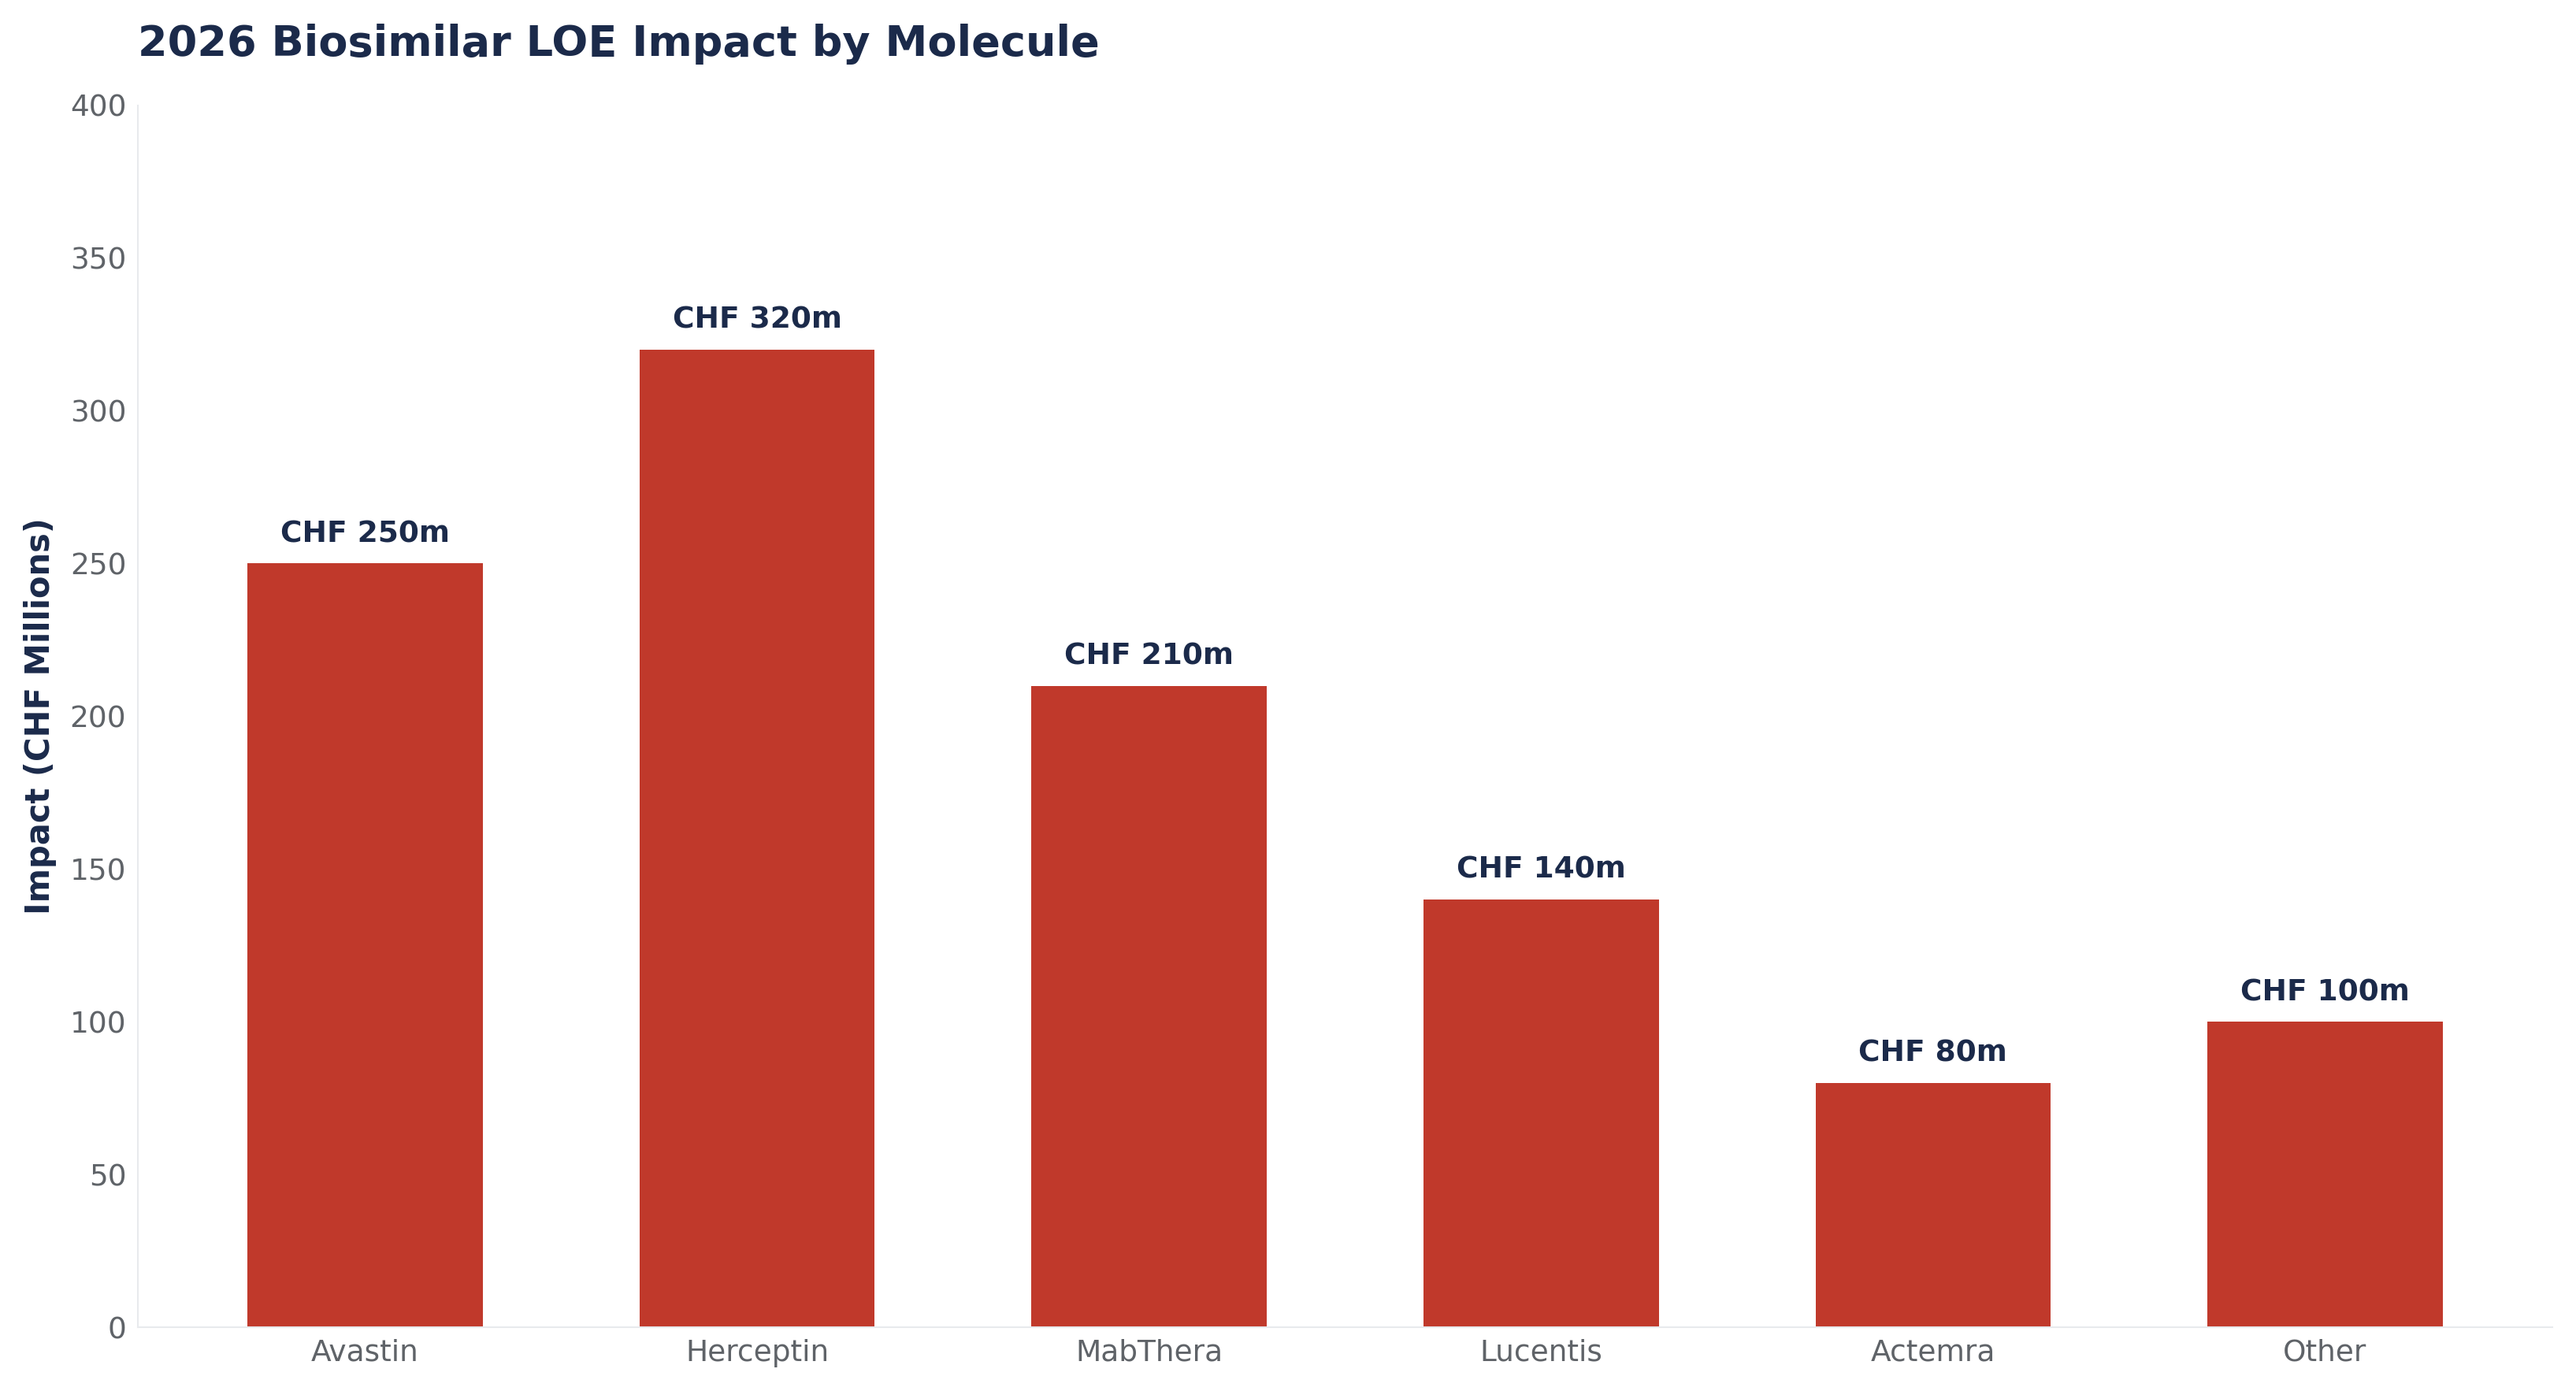 2026 Biosimilar LOE Impact by Molecule
Impact (CHF Millions)
400
350
300
250
200
150
100
50
0
CHF 250m
CHF 320m
CHF 210m
CHF 140m
CHF 80m
CHF 100m
Avastin
Herceptin
MabThera
Lucentis
Actemra
Other